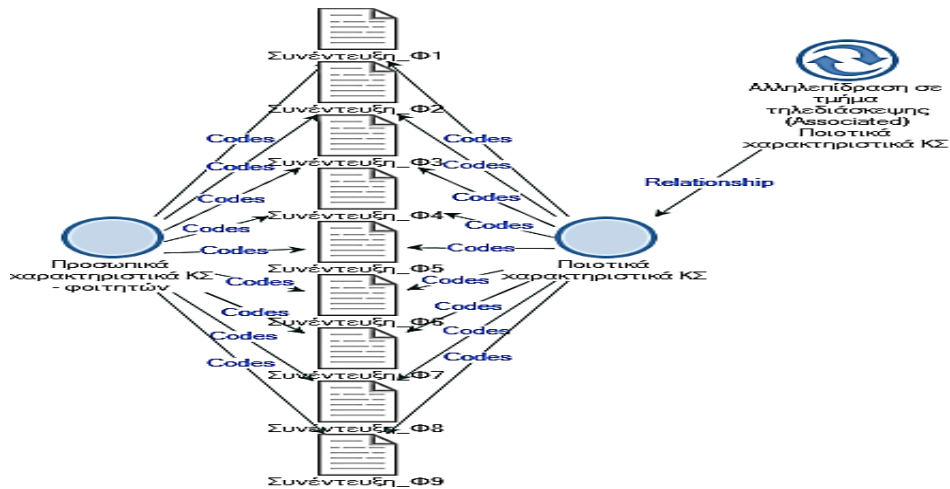 Συνέντευξη_Φ1
Συνέντευξη_Φ2
Συνέντευξη_Φ3
Συνέντευξη_Φ4
Συνέντευξη_Φ5
Συνέντευξη_Φ6
Συνέντευξη_Φ7
Συνέντευξη_Φ8
Συνέντευξη_Φ9
Codes
Codes
Codes
Codes
Codes
Codes
Codes
Codes
Codes
Προσωπικά
χαρακτηριστικά ΚΣ
- φοιτητών
Codes
Codes
Codes
Codes
Codes
Codes
Codes
Codes
Codes
Ποιοτικά
χαρακτηριστικά ΚΣ
Αλληλεπίδραση σε
τμήμα
τηλεδιάσκεψης
(Associated)
Ποιοτικά
χαρακτηριστικά ΚΣ
Relationship